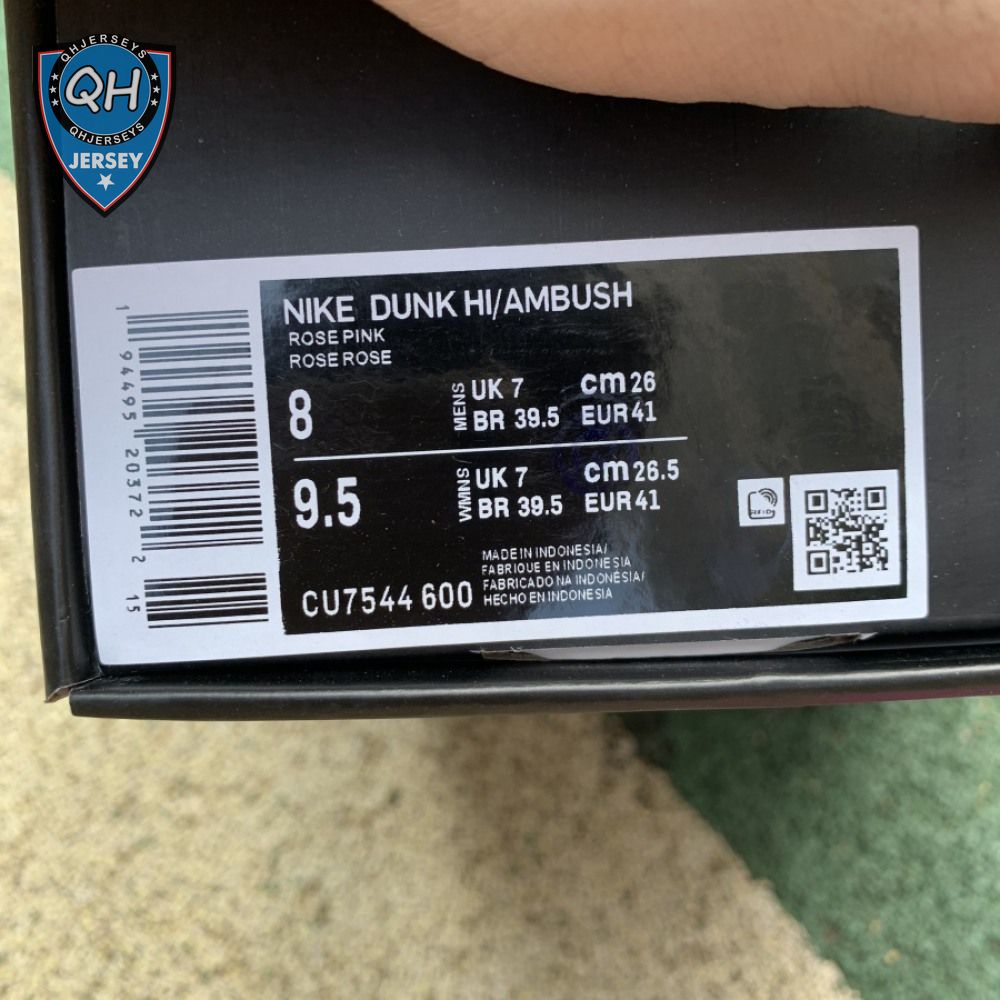 QHJERSEYS
QH
QHJERSEYS
JERSEY
NIKE DUNK HI/AMBUSH
ROSE PINK
ROSE ROSE
8 MENS UK 7 cm 26
BR 39.5 EUR 41
9.5 WMNS UK 7 cm 26.5
BR 39.5 EUR 41
MADE IN INDONESIA/
FABRIQUE EN INDONESIA
FABRICADO NA INDONESIA/
HECHO EN INDONESIA
CU7544 600
1 94495 20372 2
15